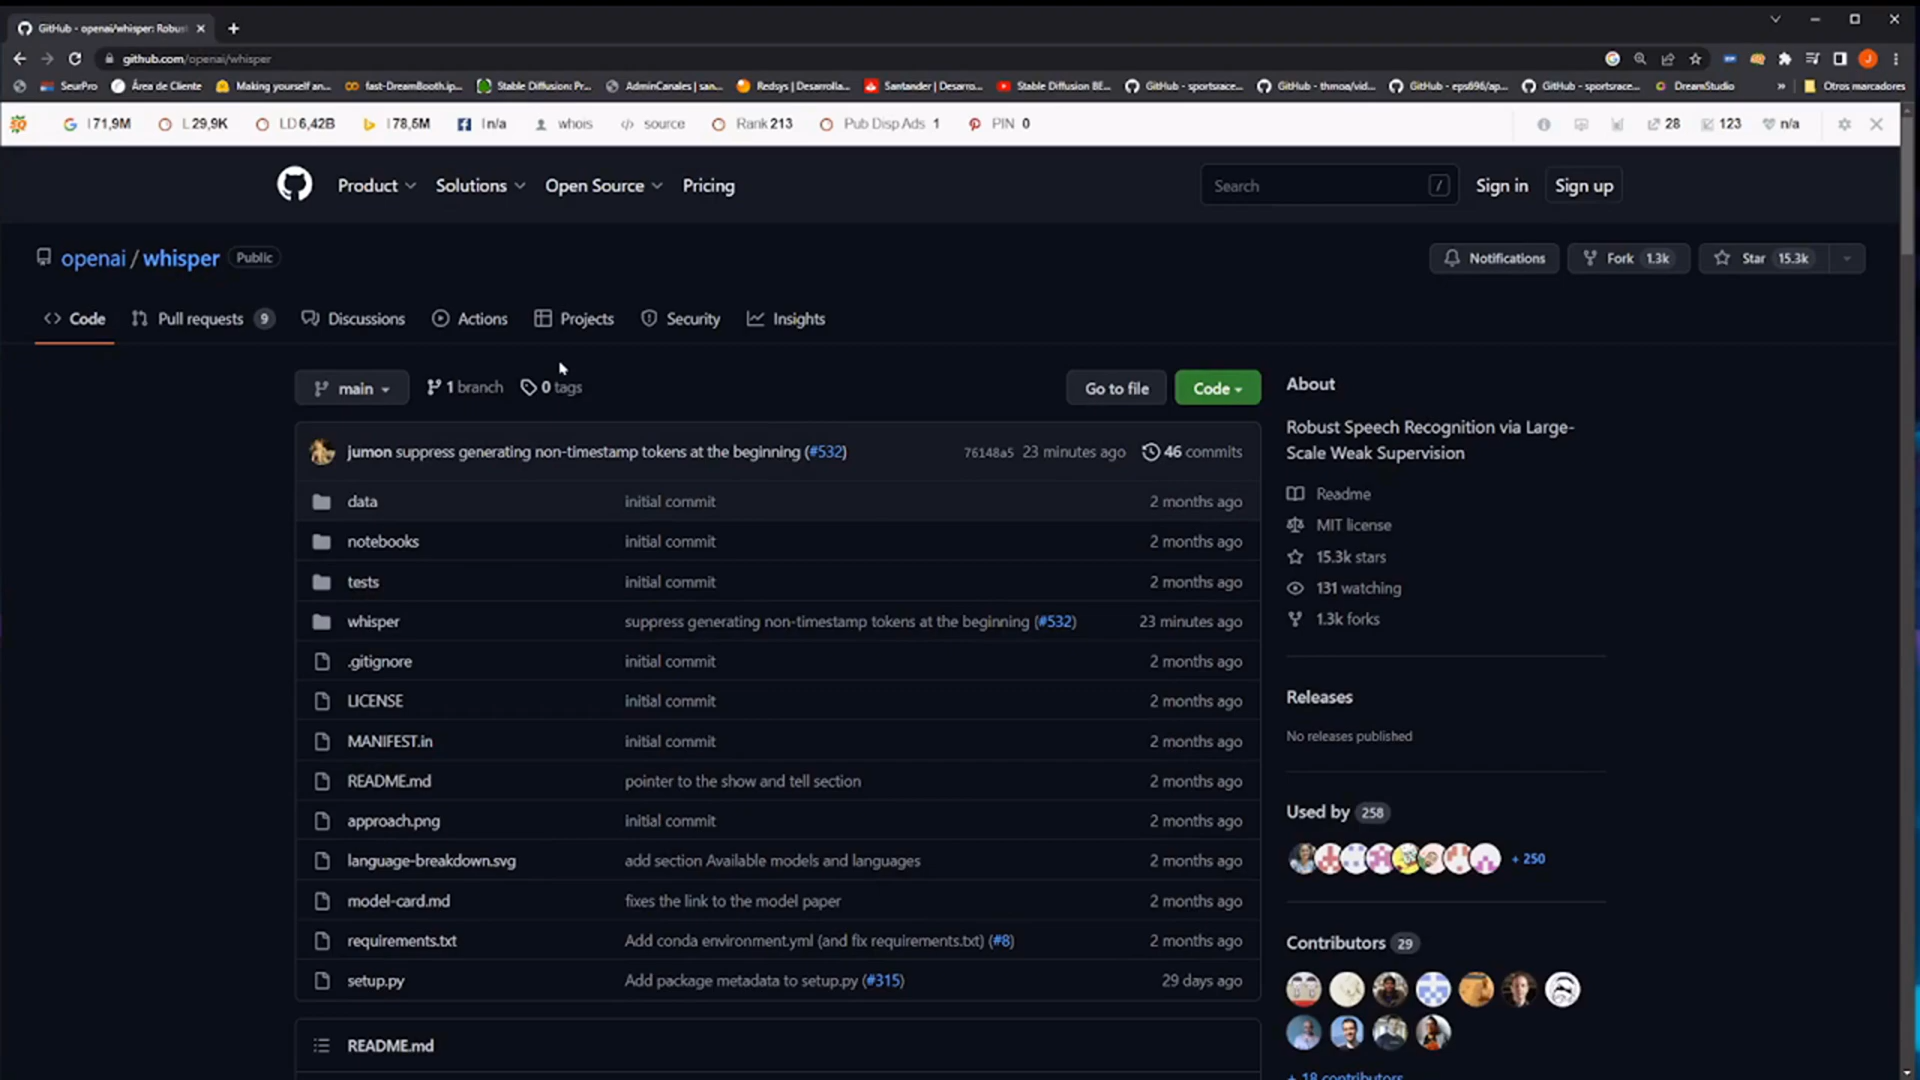 GitHub - openai/whisper: Robus
github.com/openai/whisper
SeurPro Área de Cliente Making yourself an... fast-DreamBooth.ip... Stable Diffusion: Pr... AdminCanales | san... Redsys | Desarrolla... Santander | Desarro... Stable Diffusion BE... GitHub - sportsrace... GitHub - thmoa/vid... GitHub - eps696/ap... GitHub - sportsrace... DreamStudio » Otros marcadores
I 71,9M L 29,9K LD 6,42B I 78,5M I n/a whois source Rank 213 Pub Disp Ads 1 PIN 0 28 123 n/a
Product Solutions Open Source Pricing Search / Sign in Sign up
openai / whisper Public Notifications Fork 1.3k Star 15.3k
Code Pull requests 9 Discussions Actions Projects Security Insights
main 1 branch 0 tags Go to file Code
About
Robust Speech Recognition via Large-
Scale Weak Supervision
Readme
MIT license
15.3k stars
131 watching
1.3k forks
Releases
No releases published
Used by 258
+ 250
Contributors 29
+ 18 contributors
jumon suppress generating non-timestamp tokens at the beginning (#532) 76148a5 23 minutes ago 46 commits
data initial commit 2 months ago
notebooks initial commit 2 months ago
tests initial commit 2 months ago
whisper suppress generating non-timestamp tokens at the beginning (#532) 23 minutes ago
.gitignore initial commit 2 months ago
LICENSE initial commit 2 months ago
MANIFEST.in initial commit 2 months ago
README.md pointer to the show and tell section 2 months ago
approach.png initial commit 2 months ago
language-breakdown.svg add section Available models and languages 2 months ago
model-card.md fixes the link to the model paper 2 months ago
requirements.txt Add conda environment.yml (and fix requirements.txt) (#8) 2 months ago
setup.py Add package metadata to setup.py (#315) 29 days ago
README.md